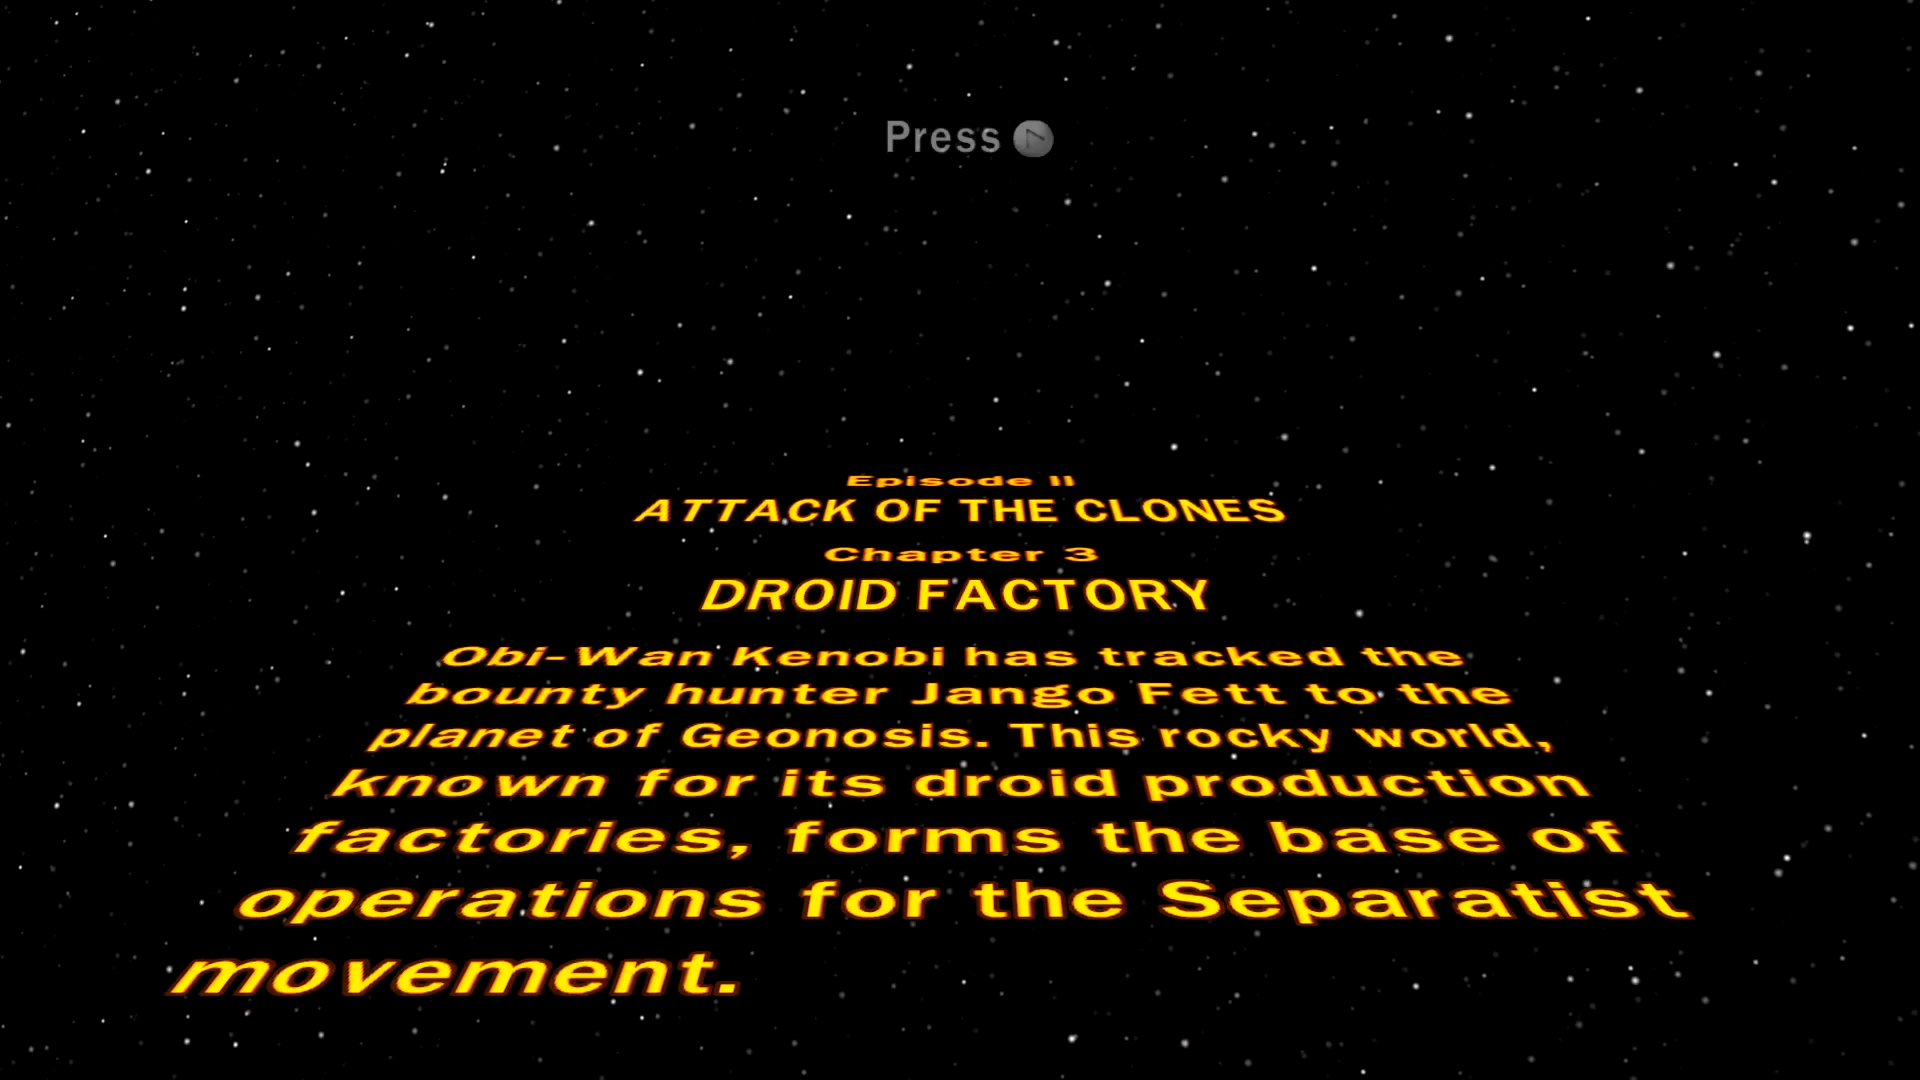 Press
Episode II
ATTACK OF THE CLONES
Chapter 3
DROID FACTORY
Obi-Wan Kenobi has tracked the
bounty hunter Jango Fett to the
planet of Geonosis. This rocky world,
known for its droid production
factories, forms the base of
operations for the Separatist
movement.